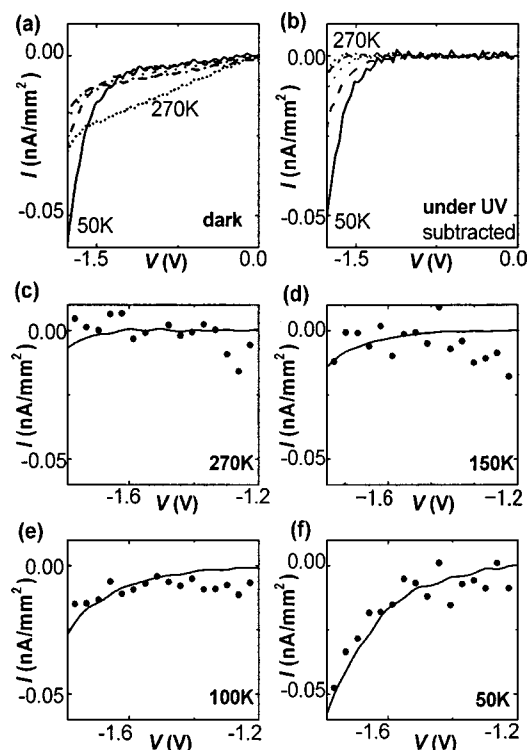 (a)
0.00
-0.05
I (nA/mm²)
270K
50K
dark
-1.5
V (V)
0.0
(b)
0.00
-0.05
I (nA/mm²)
270K
50K
under UV
subtracted
-1.5
V (V)
0.0
(c)
0.00
-0.05
I (nA/mm²)
270K
-1.6
-1.2
V (V)
(d)
0.00
-0.05
I (nA/mm²)
150K
-1.6
-1.2
V (V)
(e)
0.00
-0.05
I (nA/mm²)
100K
-1.6
-1.2
V (V)
(f)
0.00
-0.05
I (nA/mm²)
50K
-1.6
-1.2
V (V)